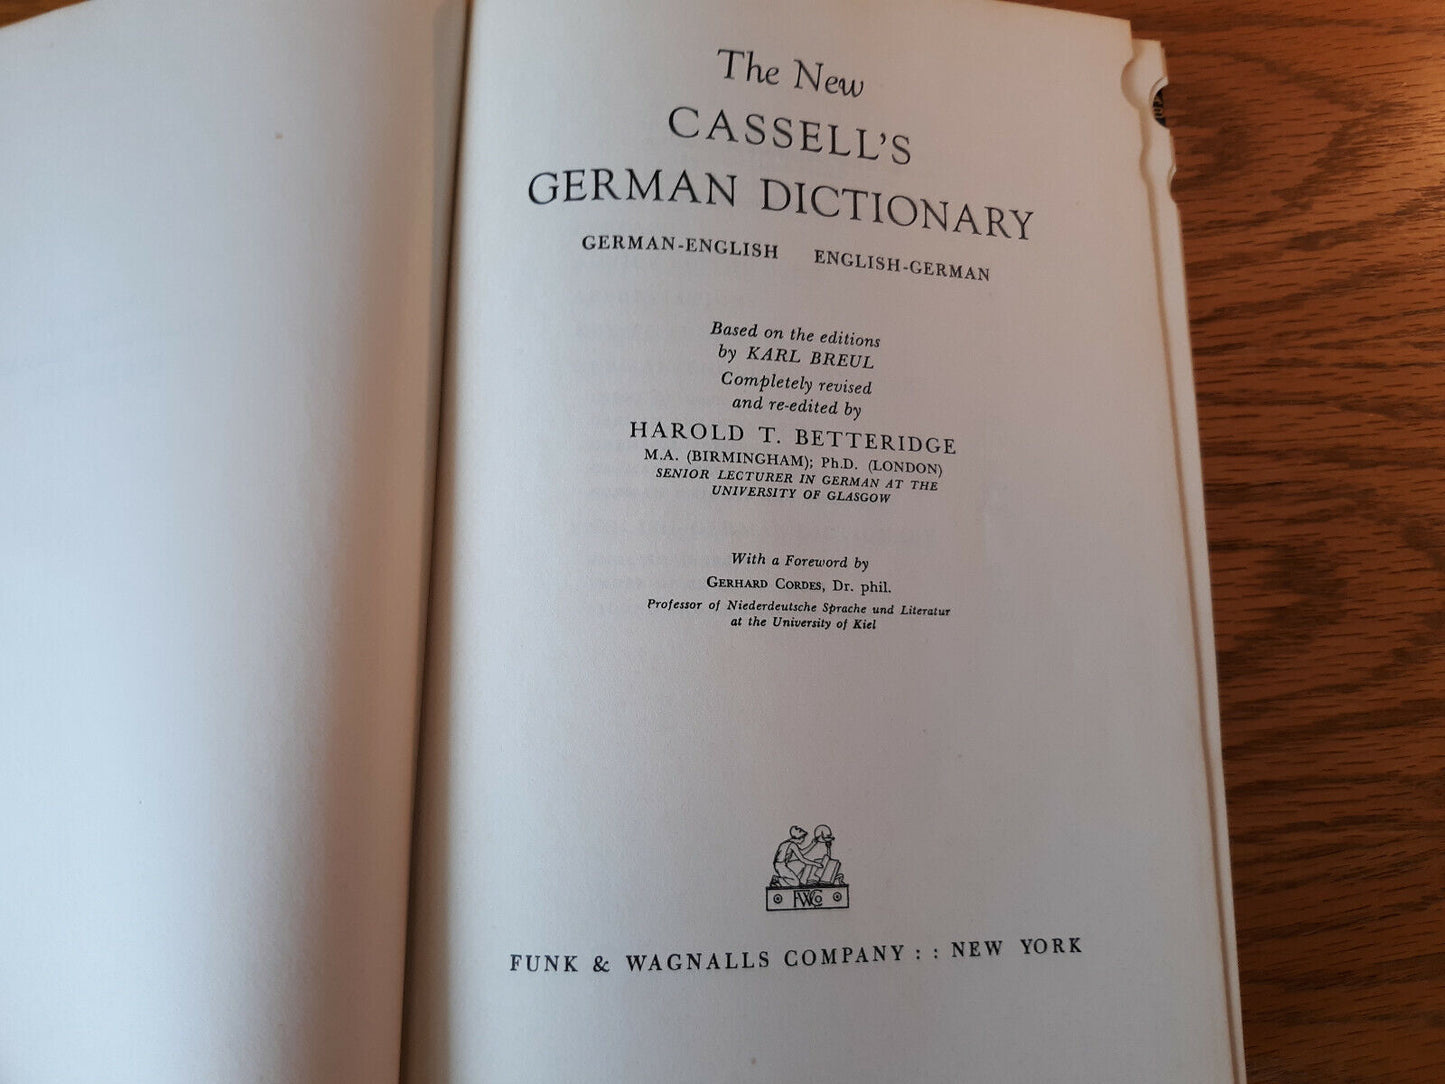 The New
CASSELL'S
GERMAN DICTIONARY
GERMAN-ENGLISH ENGLISH-GERMAN
Based on the editions
by KARL BREUL
Completely revised
and re-edited by
HAROLD T. BETTERIDGE
M.A. (BIRMINGHAM); Ph.D. (LONDON)
SENIOR LECTURER IN GERMAN AT THE
UNIVERSITY OF GLASGOW
With a Foreword by
GERHARD CORDES, Dr. phil.
Professor of Niederdeutsche Sprache und Literatur
at the University of Kiel
FWCo
FUNK & WAGNALLS COMPANY : : NEW YORK